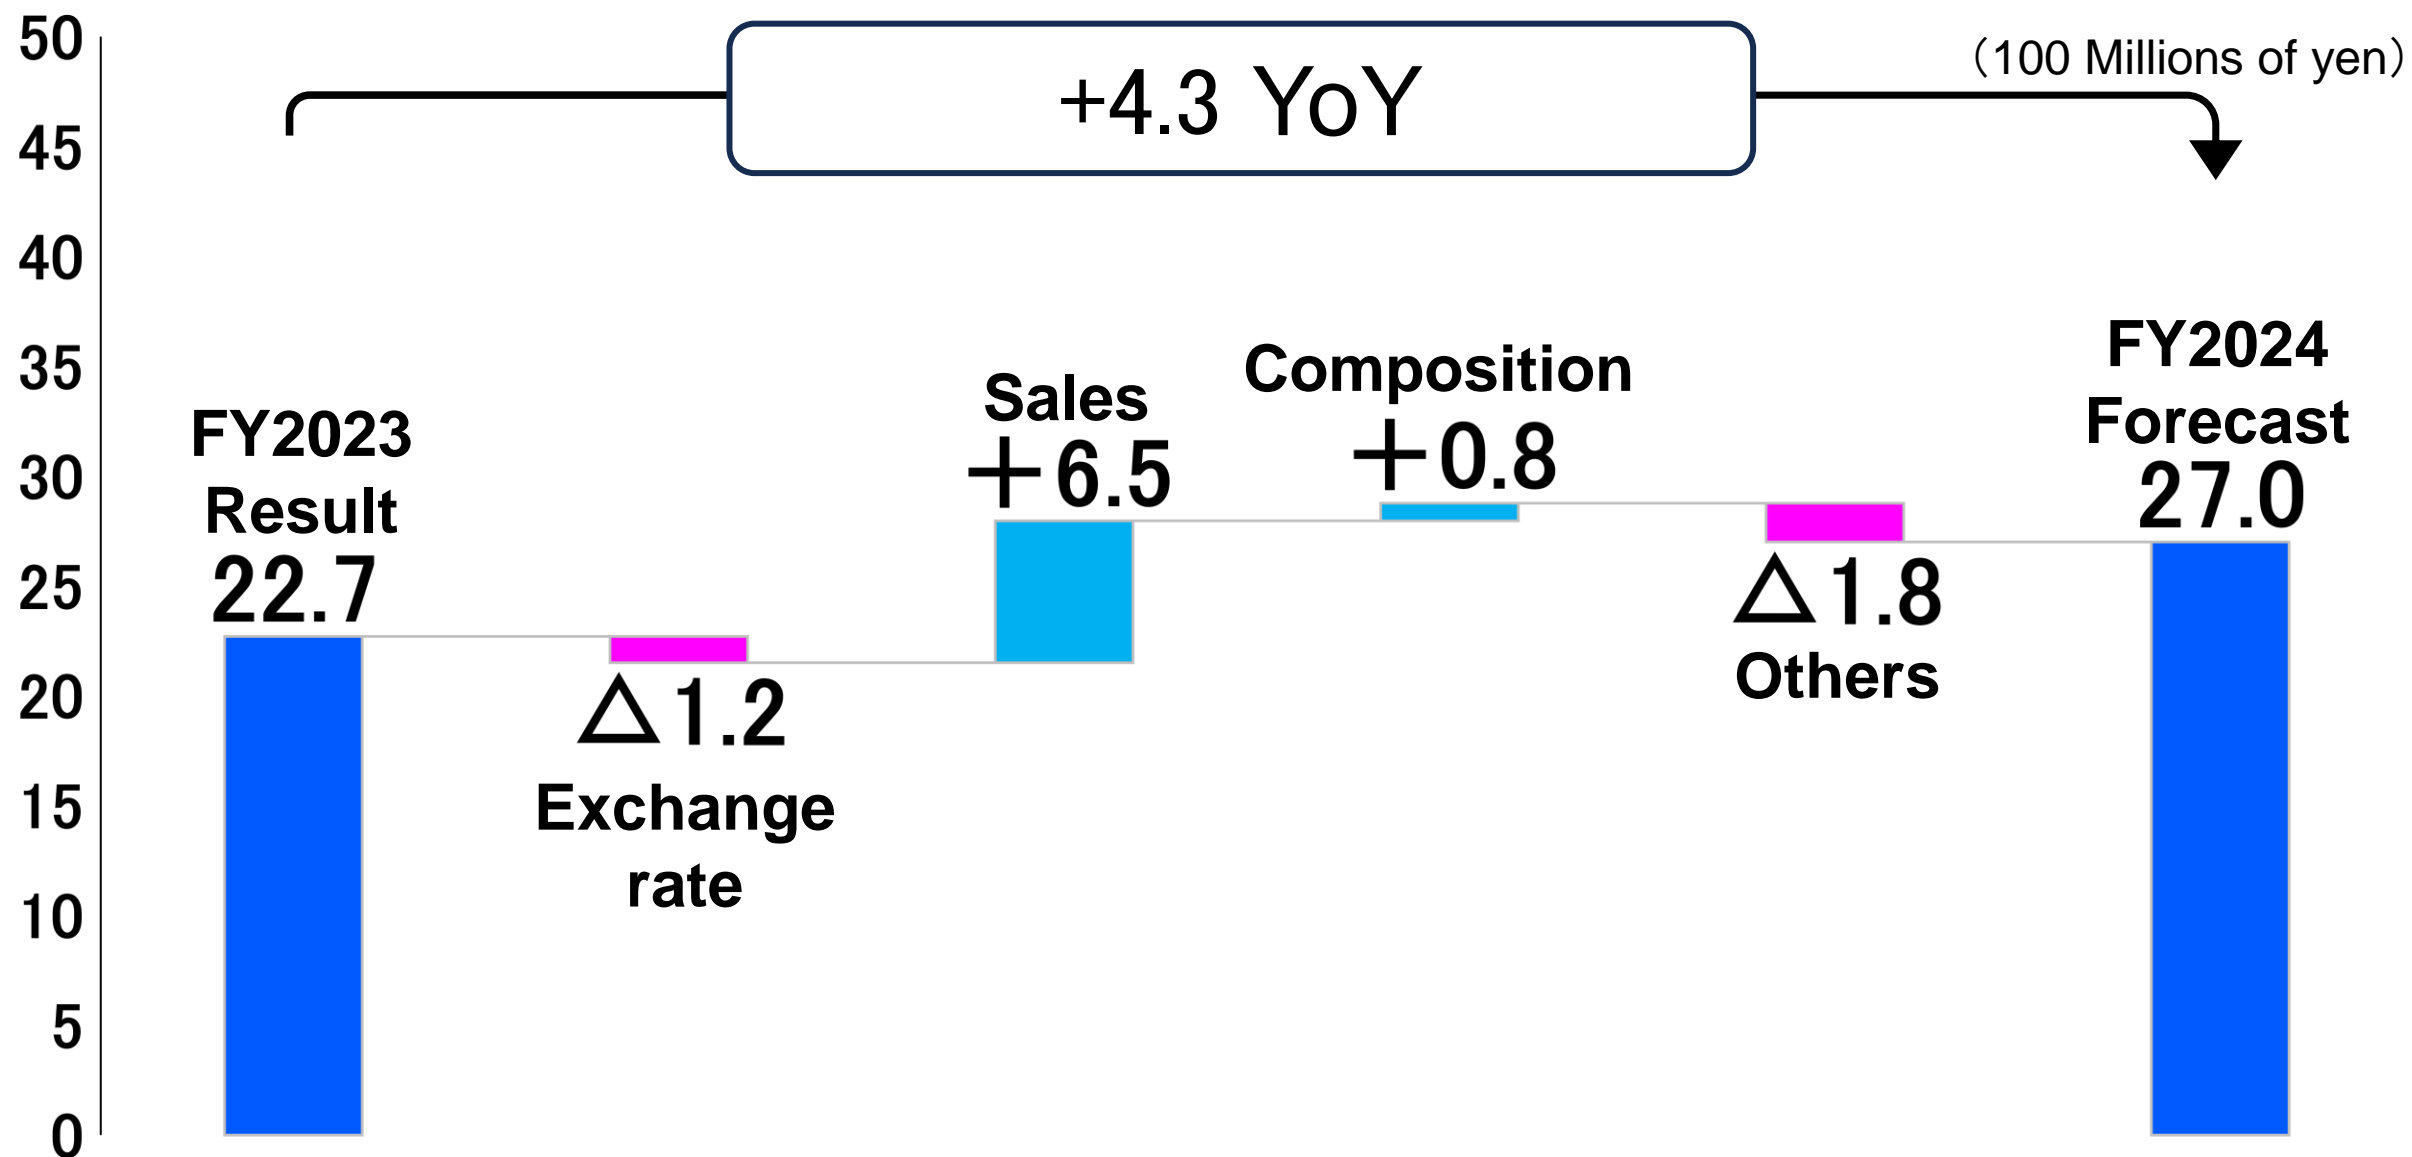 50
45
40
35
30
25
20
15
10
5
0
+4.3 YoY
（100 Millions of yen）
FY2023
Result
22.7
△1.2
Exchange
rate
Sales
＋6.5
Composition
＋0.8
△1.8
Others
FY2024
Forecast
27.0